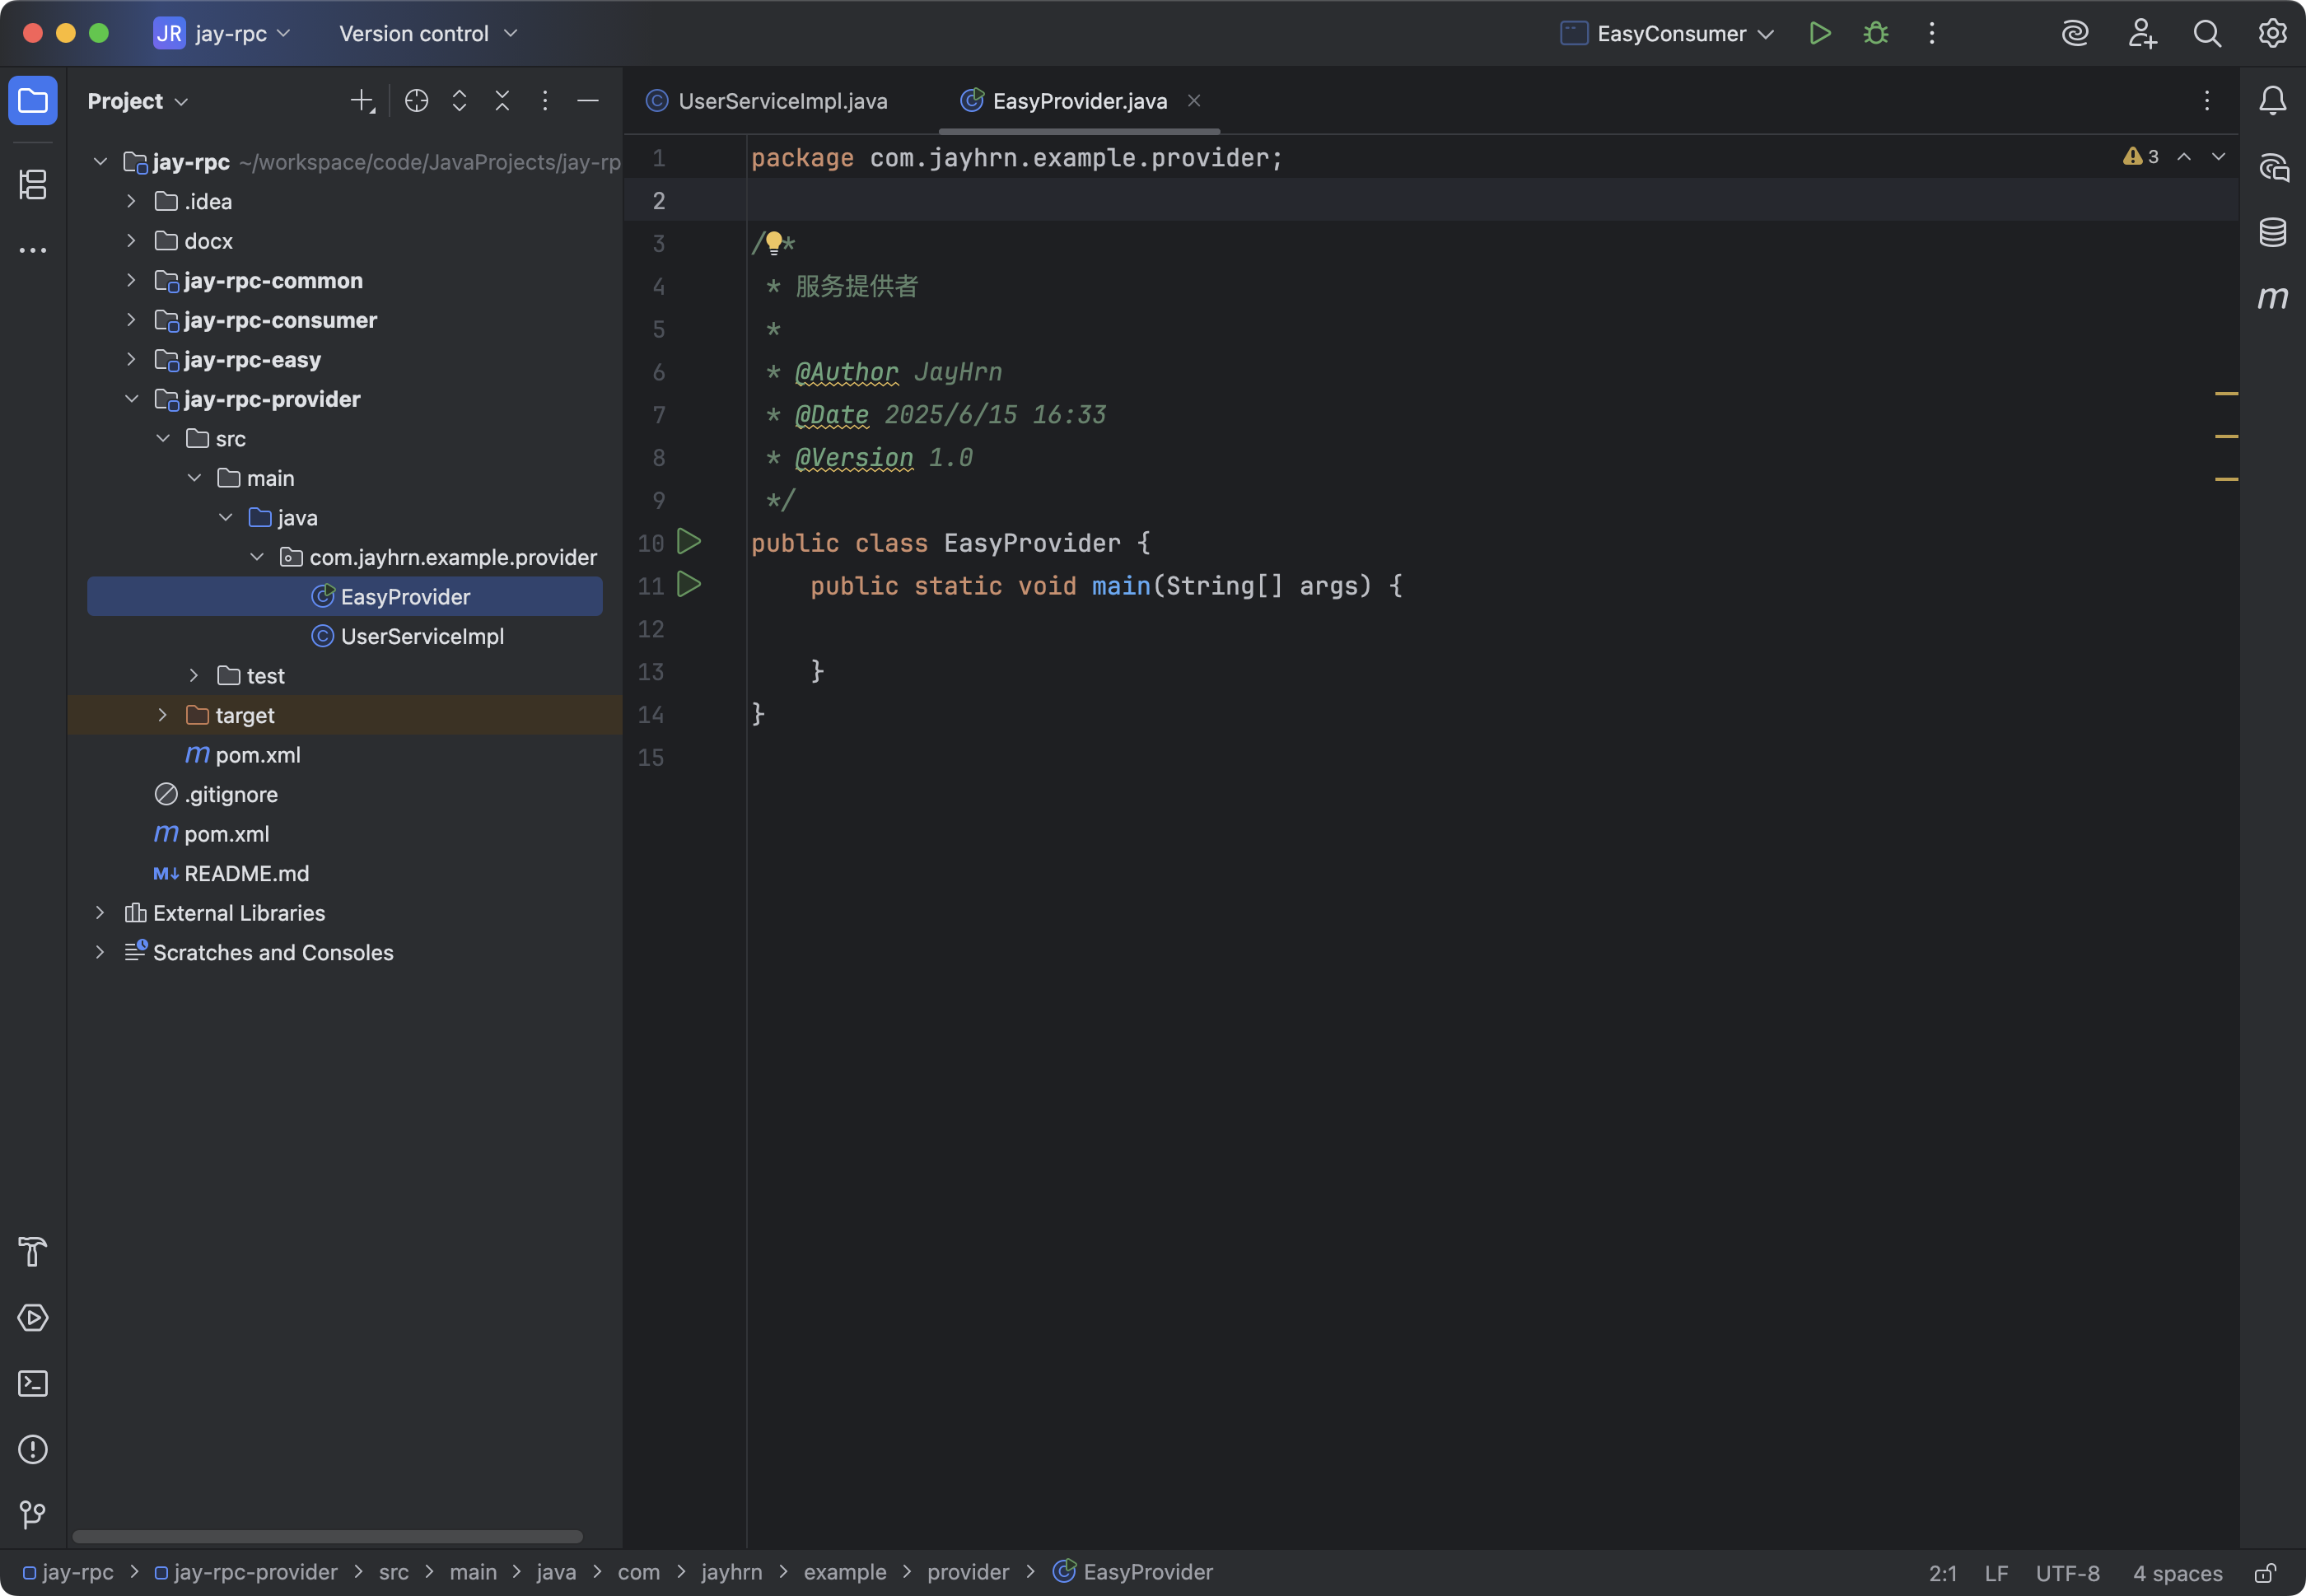 JR jay-rpc Version control EasyConsumer
Project
UserServiceImpl.java EasyProvider.java
jay-rpc ~/workspace/code/JavaProjects/jay-rp
.idea
docx
jay-rpc-common
jay-rpc-consumer
jay-rpc-easy
jay-rpc-provider
src
main
java
com.jayhrn.example.provider
EasyProvider
UserServiceImpl
test
target
m pom.xml
.gitignore
m pom.xml
M↓ README.md
External Libraries
Scratches and Consoles
1 package com.jayhrn.example.provider;
3
2
3 /**
4 * 服务提供者
5 *
6 * @Author JayHrn
7 * @Date 2025/6/15 16:33
8 * @Version 1.0
9 */
10 public class EasyProvider {
11 public static void main(String[] args) {
12
13 }
14 }
15
m
jay-rpc > jay-rpc-provider > src > main > java > com > jayhrn > example > provider > EasyProvider
2:1 LF UTF-8 4 spaces